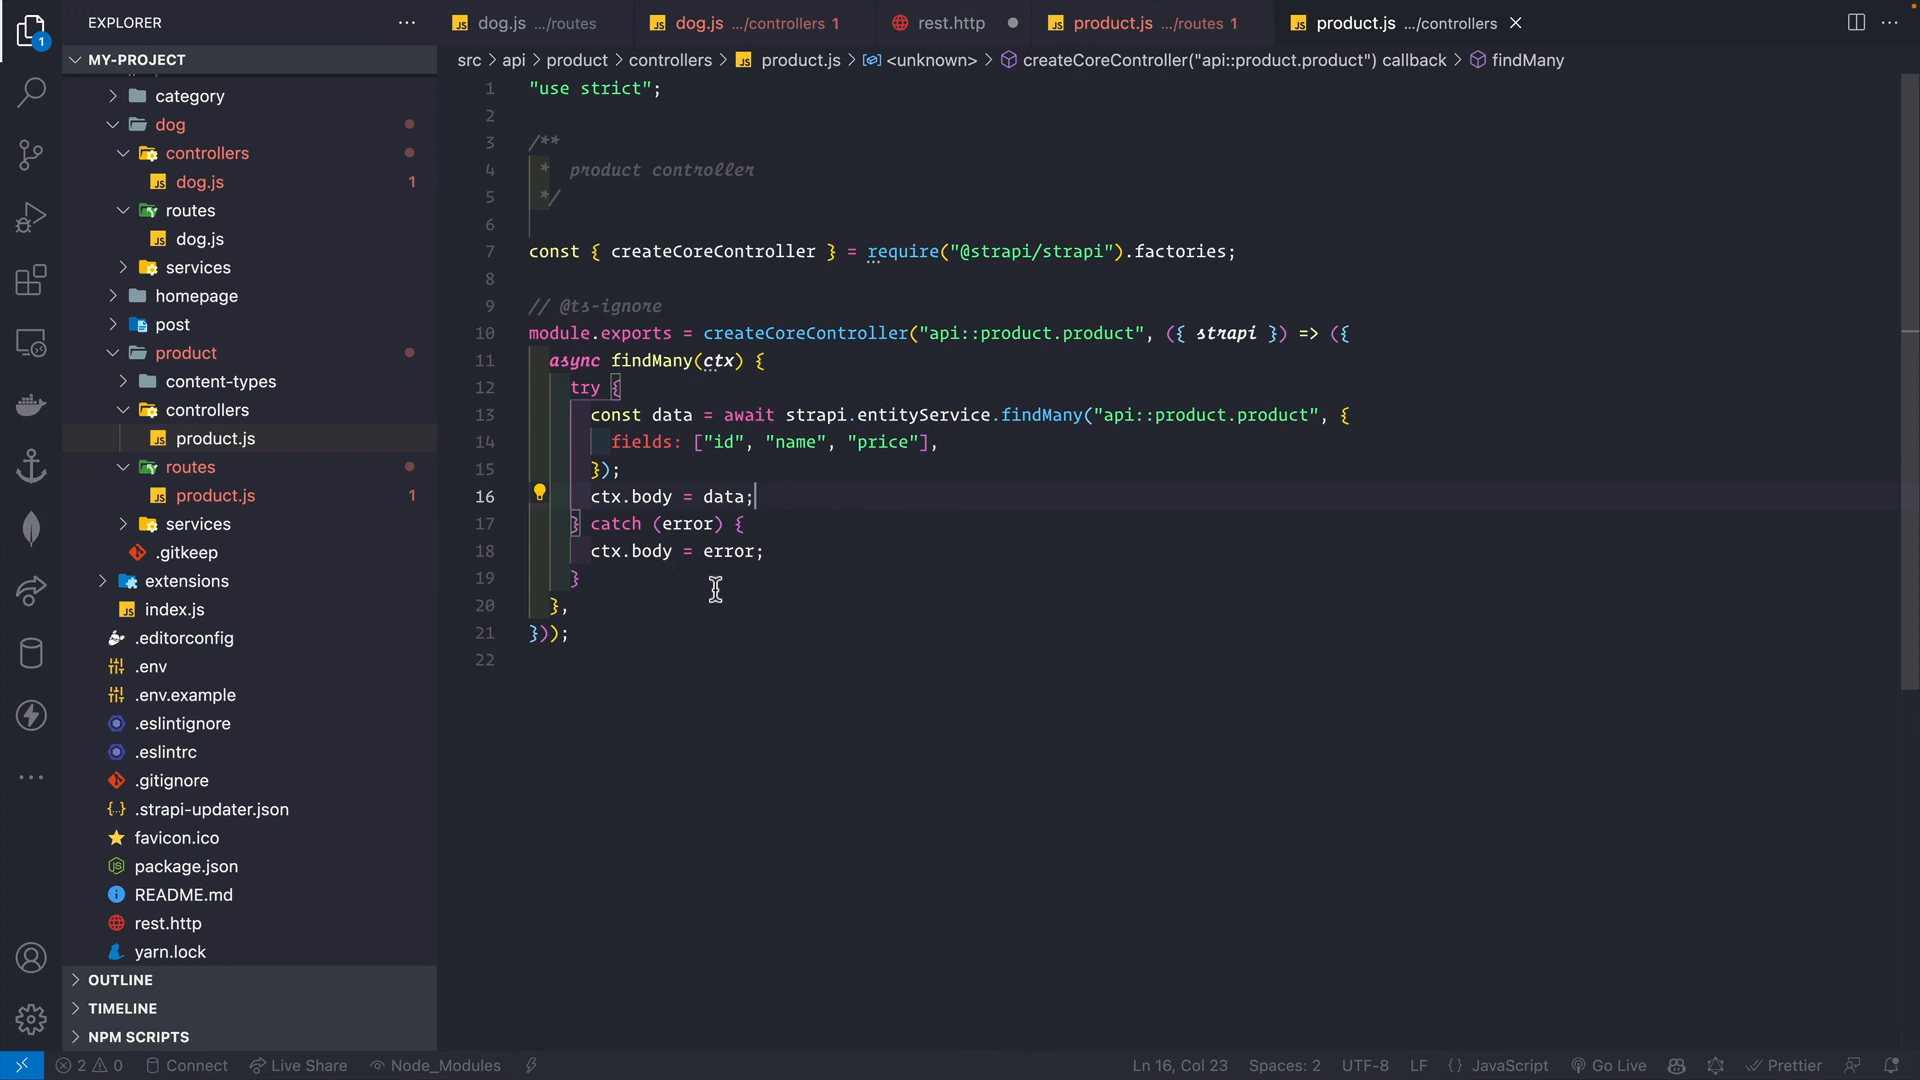 EXPLORER
MY-PROJECT
category
dog
controllers
dog.js 1
routes
dog.js
services
homepage
post
product
content-types
controllers
product.js
routes
product.js 1
services
.gitkeep
extensions
index.js
.editorconfig
.env
.env.example
.eslintignore
.eslintrc
.gitignore
.strapi-updater.json
favicon.ico
package.json
README.md
rest.http
yarn.lock
OUTLINE
TIMELINE
NPM SCRIPTS
1
dog.js .../routes
dog.js .../controllers 1
rest.http
product.js .../routes 1
product.js .../controllers
src > api > product > controllers > product.js > <unknown> > createCoreController("api::product.product") callback > findMany
1 "use strict";
2
3 /**
4 * product controller
5 */
6
7 const { createCoreController } = require("@strapi/strapi").factories;
8
9 // @ts-ignore
10 module.exports = createCoreController("api::product.product", ({ strapi }) => ({
11 async findMany(ctx) {
12 try {
13 const data = await strapi.entityService.findMany("api::product.product", {
14 fields: ["id", "name", "price"],
15 });
16 ctx.body = data;
17 } catch (error) {
18 ctx.body = error;
19 }
20 },
21 }));
22
2 0 Connect Live Share Node_Modules
Ln 16, Col 23 Spaces: 2 UTF-8 LF {} JavaScript Go Live Prettier